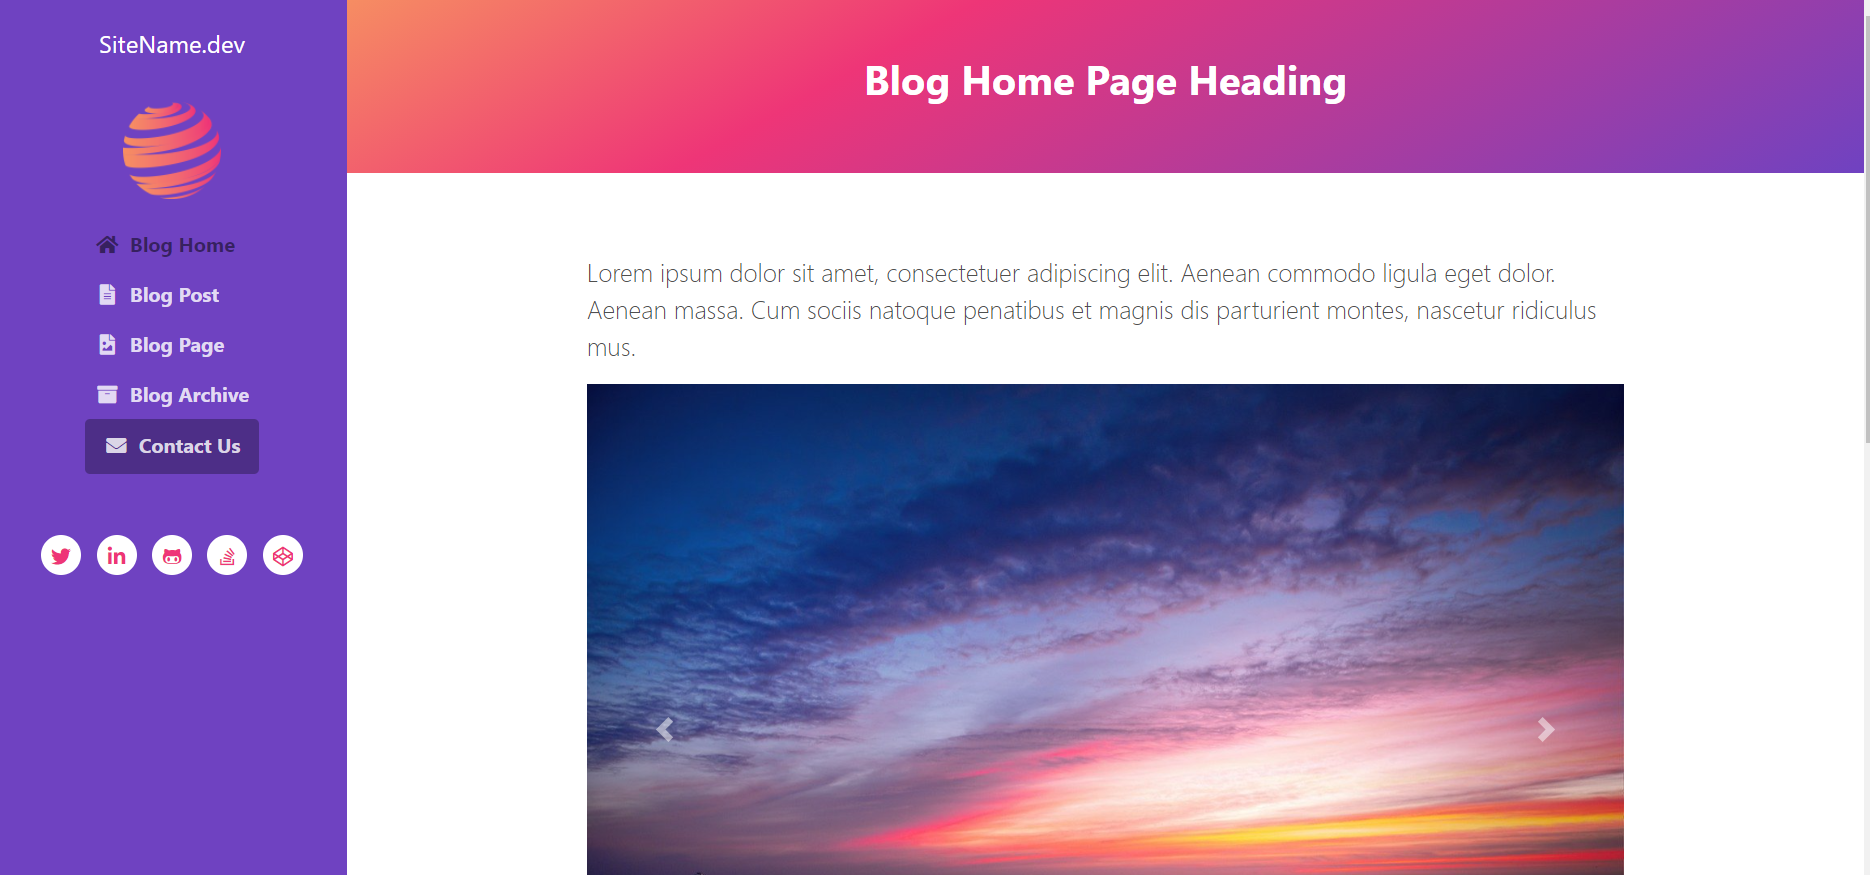 SiteName.dev
Blog Home
Blog Post
Blog Page
Blog Archive
Contact Us
Blog Home Page Heading
Lorem ipsum dolor sit amet, consectetuer adipiscing elit. Aenean commodo ligula eget dolor.
Aenean massa. Cum sociis natoque penatibus et magnis dis parturient montes, nascetur ridiculus
mus.